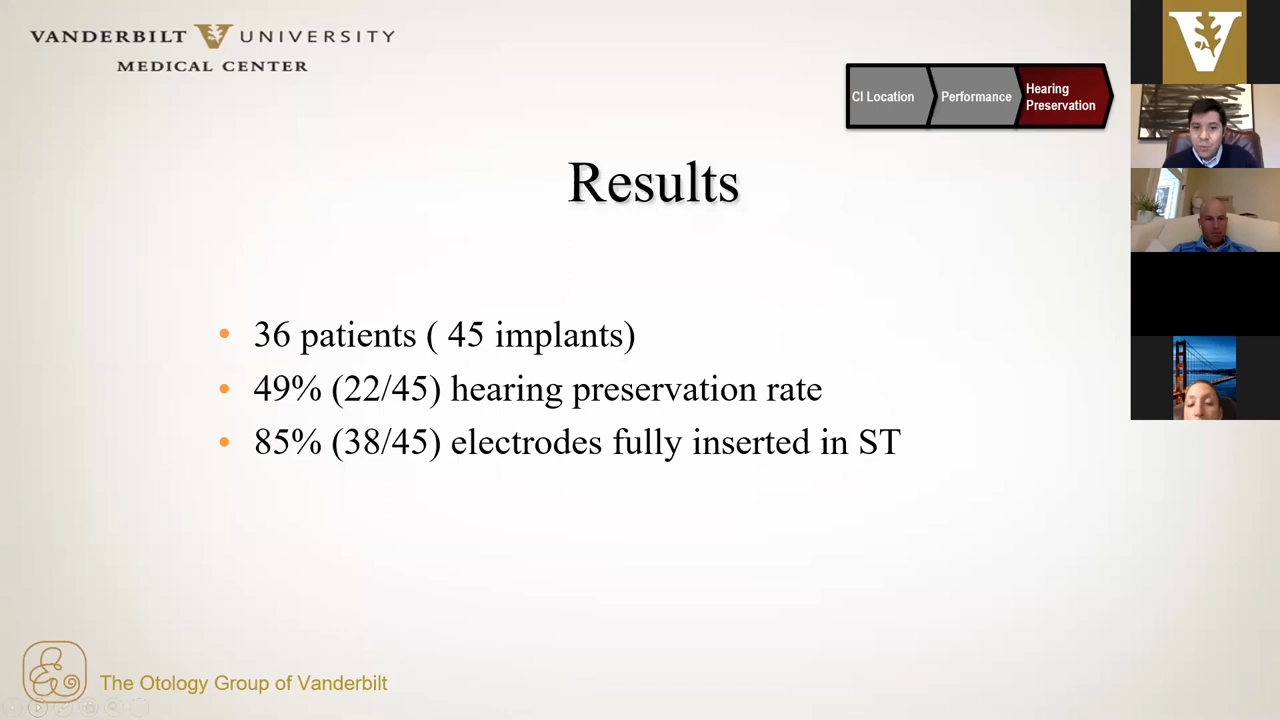 VANDERBILT V UNIVERSITY
MEDICAL CENTER
CI Location
Performance
Hearing
Preservation
Results
• 36 patients ( 45 implants)
• 49% (22/45) hearing preservation rate
• 85% (38/45) electrodes fully inserted in ST
The Otology Group of Vanderbilt